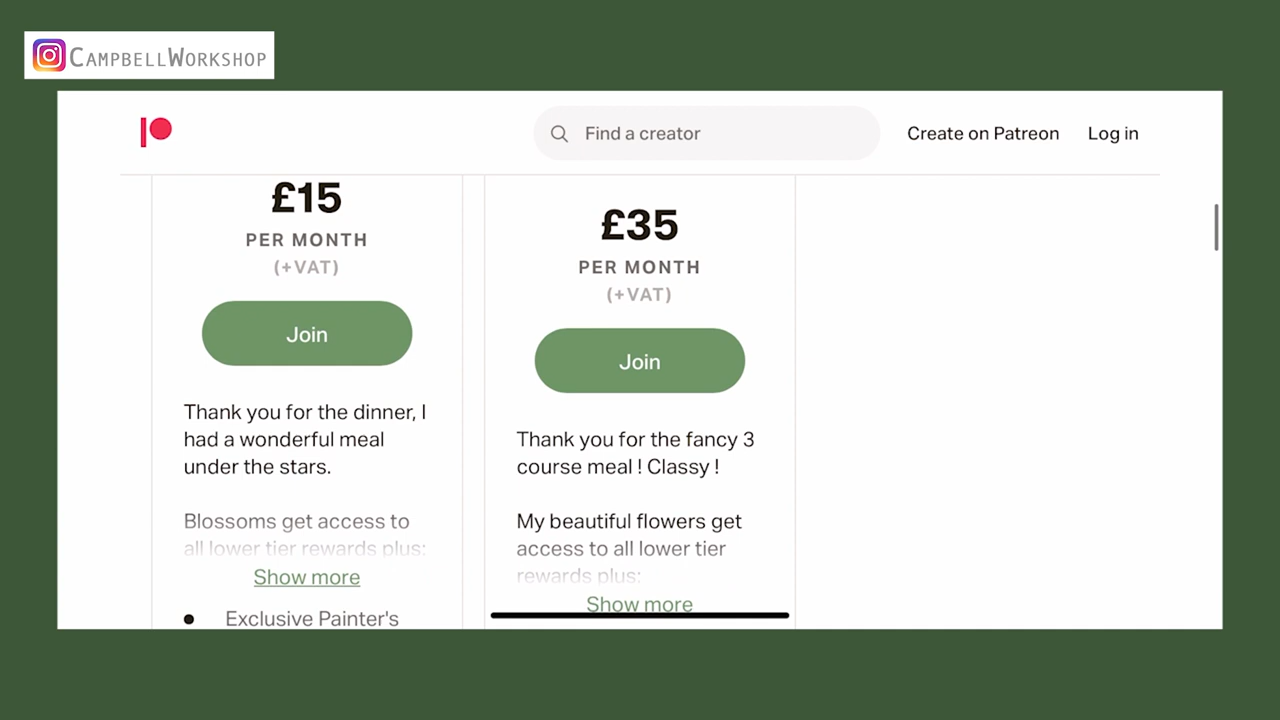 CAMPBELLWORKSHOP
Find a creator
Create on Patreon
Log in
£15
PER MONTH
(+VAT)
Join
Thank you for the dinner, I
had a wonderful meal
under the stars.
Blossoms get access to
all lower tier rewards plus:
Show more
Exclusive Painter's
£35
PER MONTH
(+VAT)
Join
Thank you for the fancy 3
course meal ! Classy !
My beautiful flowers get
access to all lower tier
rewards plus:
Show more